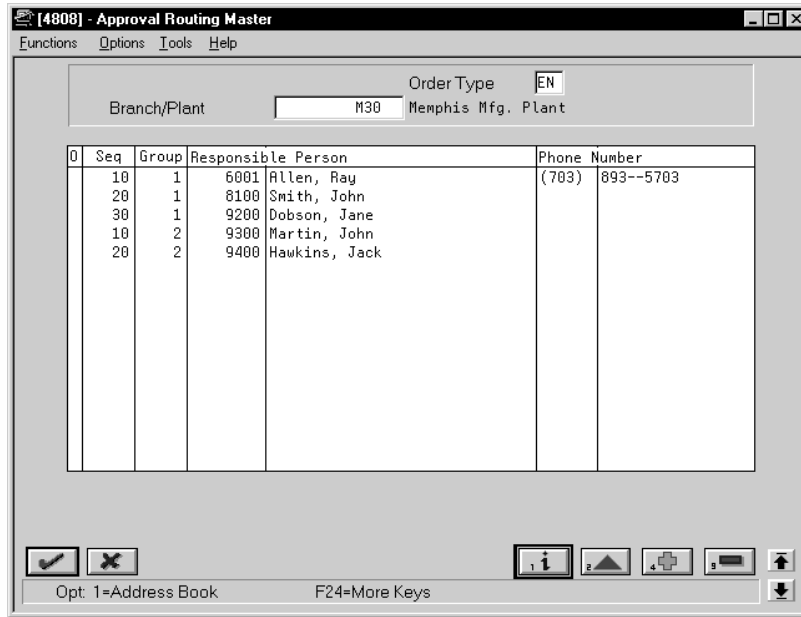 [4808] - Approval Routing Master
Functions Options Tools Help
Order Type EN
Branch/Plant M30 Memphis Mfg. Plant
O Seq Group Responsible Person Phone Number
10 1 6001 Allen, Ray (703) 893--5703
20 1 8100 Smith, John
30 1 9200 Dobson, Jane
10 2 9300 Martin, John
20 2 9400 Hawkins, Jack
1 i 2 4 9
Opt: 1=Address Book F24=More Keys